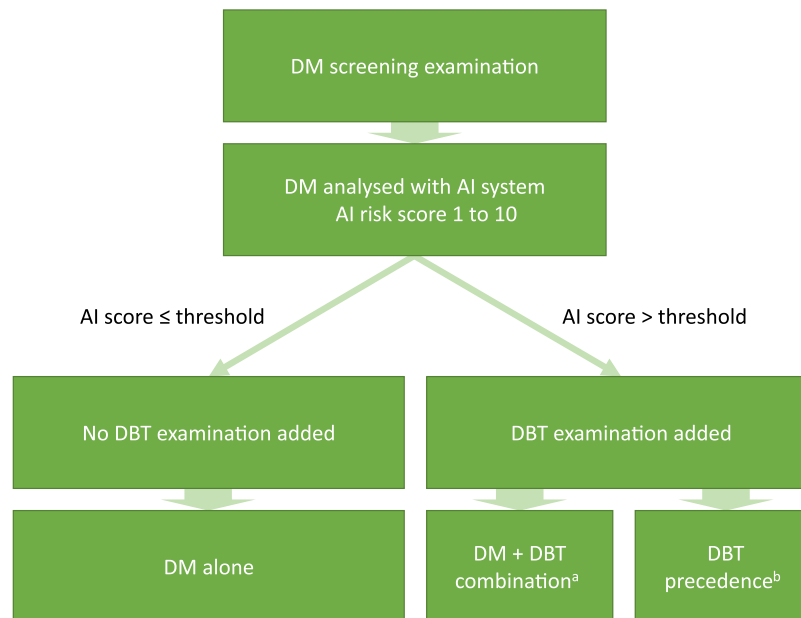 DM screening examination
DM analysed with AI system
AI risk score 1 to 10
AI score ≤ threshold
AI score > threshold
No DBT examination added
DBT examination added
DM alone
DM + DBT
combinationᵃ
DBT
precedenceᵇ